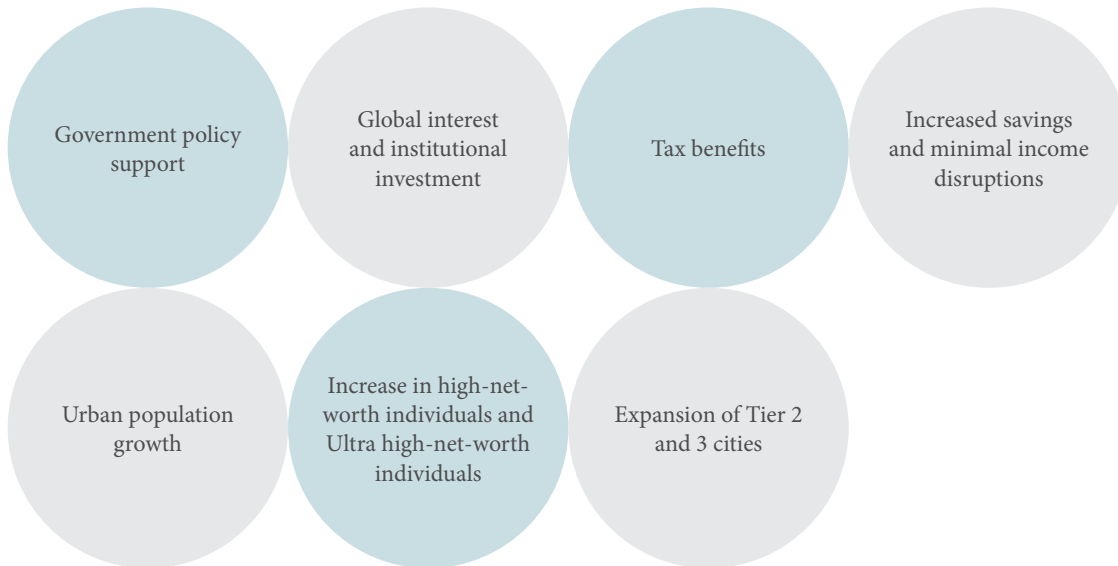 Government policy
support
Global interest
and institutional
investment
Tax benefits
Increased savings
and minimal income
disruptions
Urban population
growth
Increase in high-net-
worth individuals and
Ultra high-net-worth
individuals
Expansion of Tier 2
and 3 cities